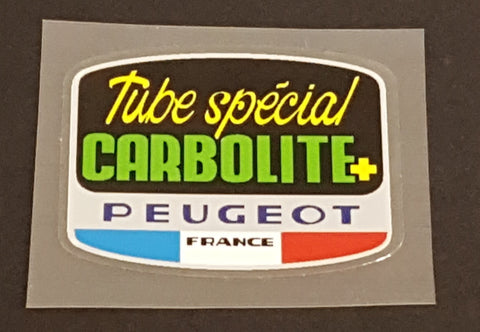 Tube spécial
CARBOLITE+
PEUGEOT
FRANCE